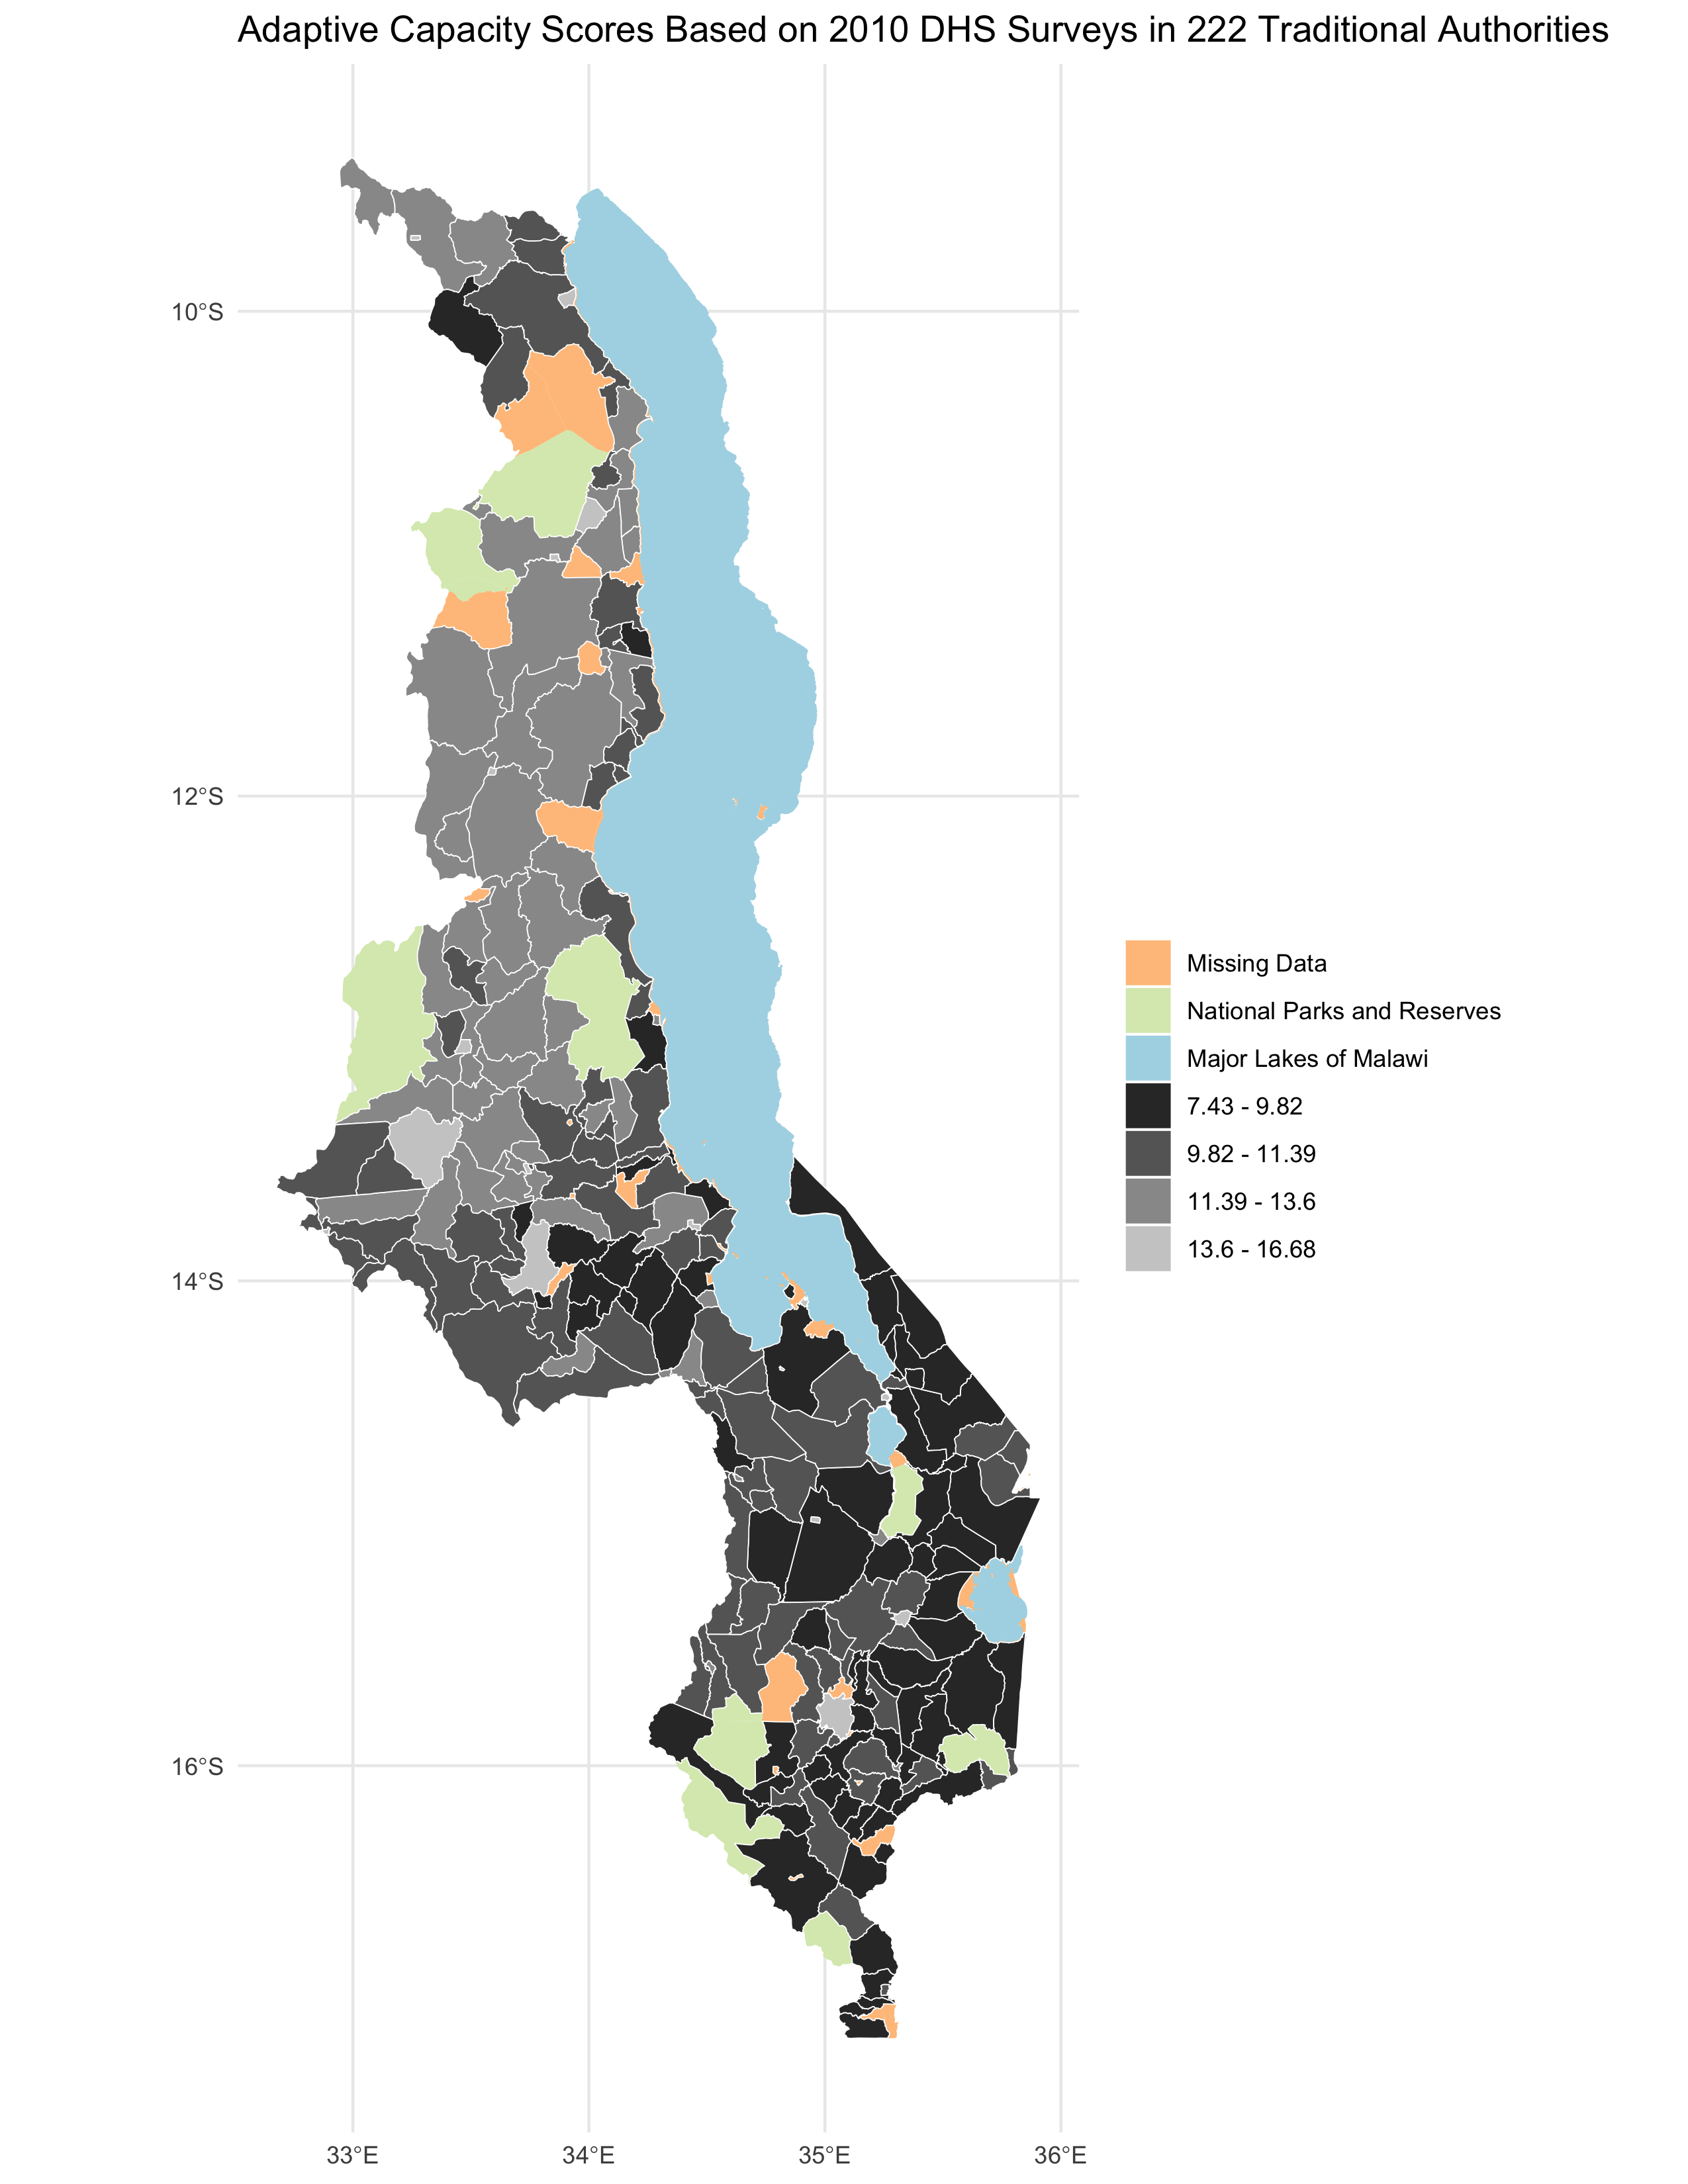 Adaptive Capacity Scores Based on 2010 DHS Surveys in 222 Traditional Authorities
10°S
12°S
14°S
16°S
33°E
34°E
35°E
36°E
Missing Data
National Parks and Reserves
Major Lakes of Malawi
7.43 - 9.82
9.82 - 11.39
11.39 - 13.6
13.6 - 16.68